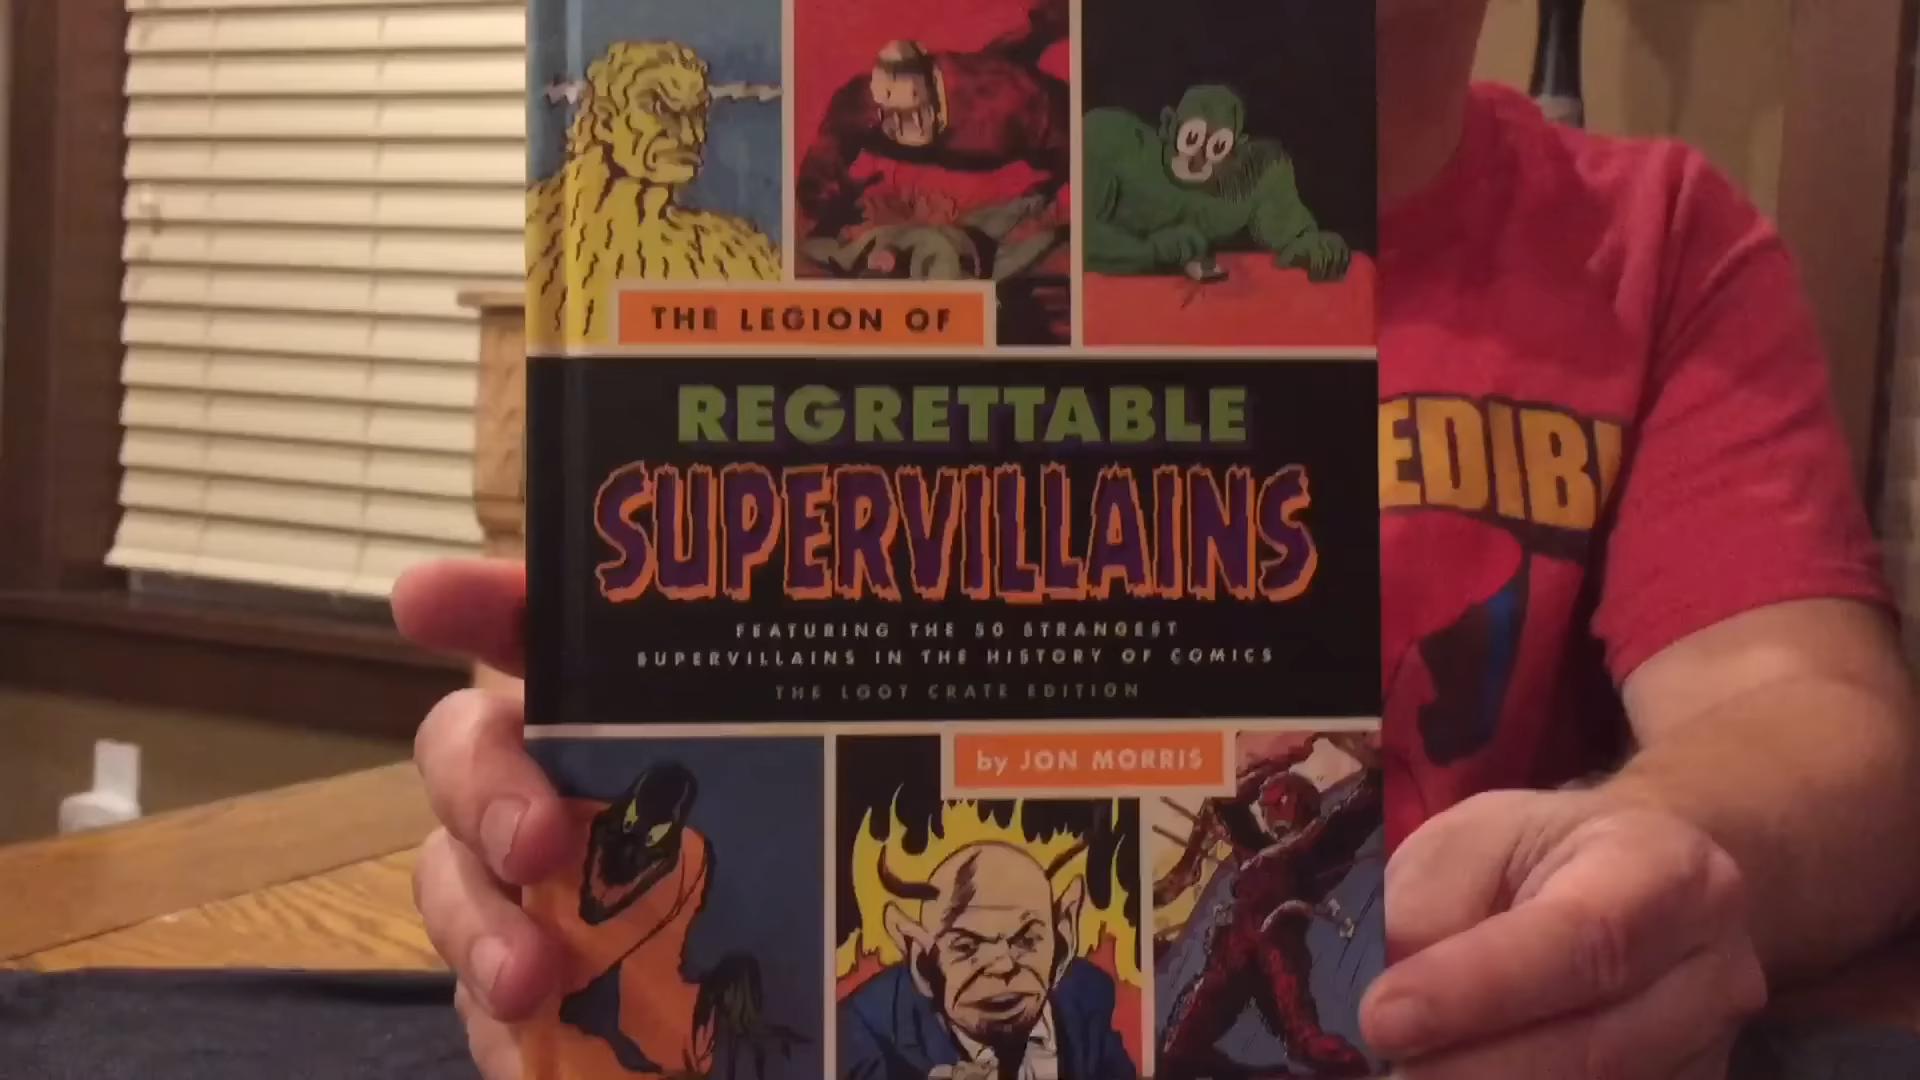 THE LEGION OF
REGRETTABLE
SUPERVILLAINS
FEATURING THE 50 STRANGEST
SUPERVILLAINS IN THE HISTORY OF COMICS
THE LOOT CRATE EDITION
by JON MORRIS
EDIB